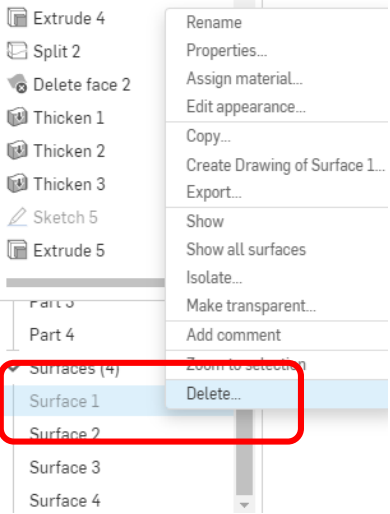 Extrude 4
Split 2
Delete face 2
Thicken 1
Thicken 2
Thicken 3
Sketch 5
Extrude 5
Part 3
Part 4
Surfaces (4)
Surface 1
Surface 2
Surface 3
Surface 4
Rename
Properties...
Assign material...
Edit appearance...
Copy...
Create Drawing of Surface 1...
Export...
Show
Show all surfaces
Isolate...
Make transparent...
Add comment
Zoom to selection
Delete...